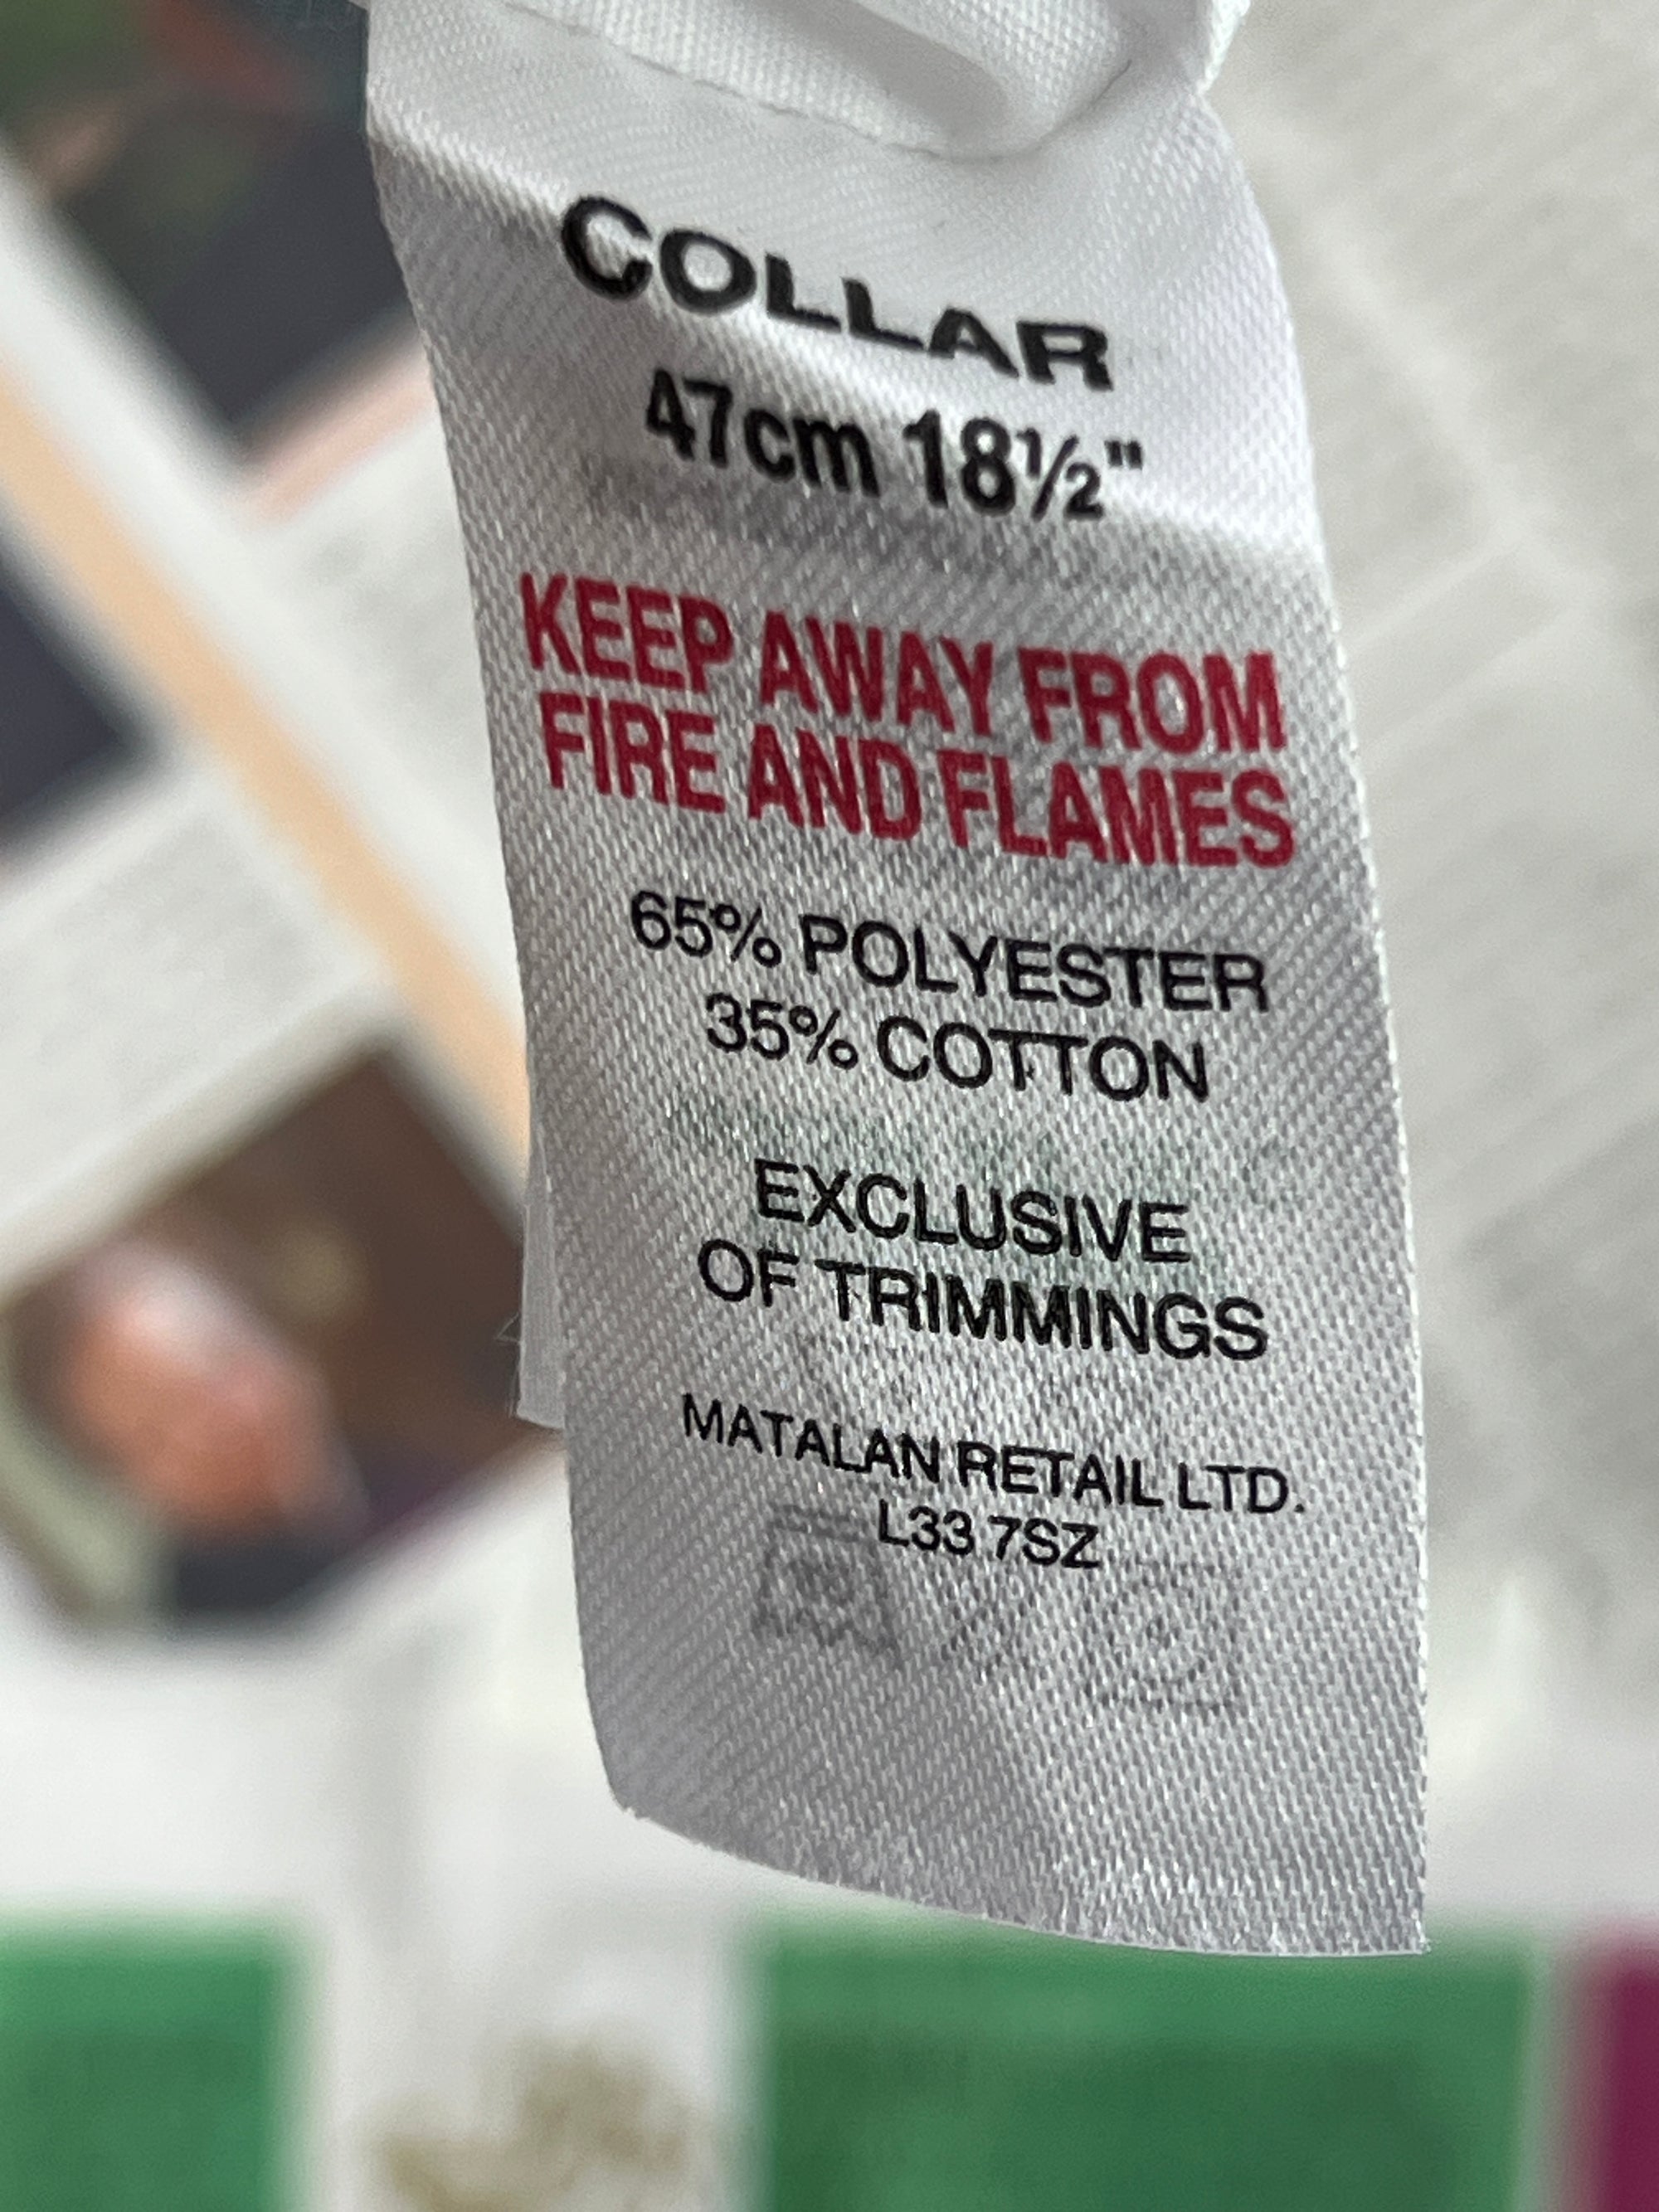 COLLAR
47cm 18½"
KEEP AWAY FROM
FIRE AND FLAMES
65% POLYESTER
35% COTTON
EXCLUSIVE
OF TRIMMINGS
MATALAN RETAIL LTD.
L33 7SZ